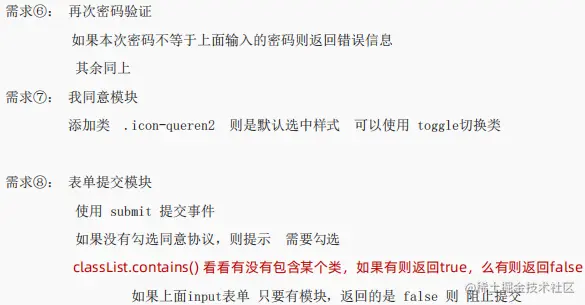 需求⑥： 再次密码验证
如果本次密码不等于上面输入的密码则返回错误信息
其余同上
需求⑦： 我同意模块
添加类 .icon-queren2 则是默认选中样式 可以使用 toggle切换类
需求⑧： 表单提交模块
使用 submit 提交事件
如果没有勾选同意协议，则提示 需要勾选
classList.contains() 看看有没有包含某个类，如果有则返回true，么有则返回false
如果上面input表单 只要有模块，返回的是 false 则 阻止提交
@稀土掘金技术社区